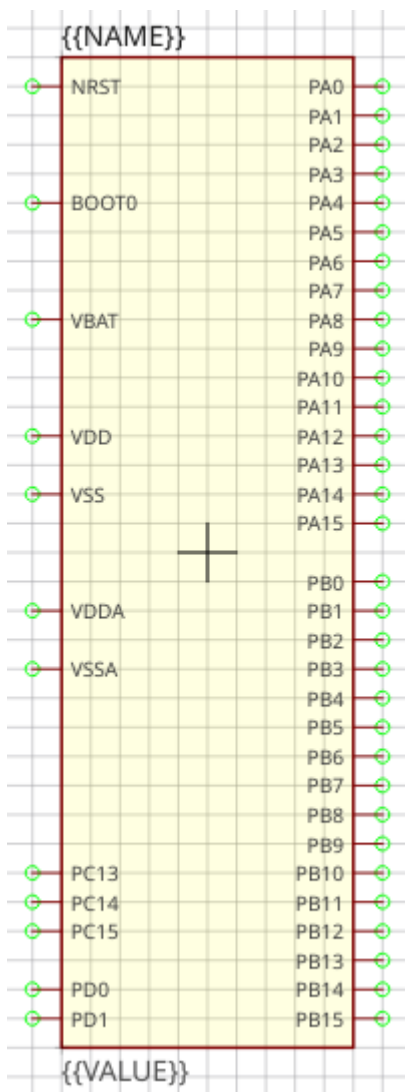 {{NAME}}
NRST PA0
PA1
PA2
PA3
BOOT0 PA4
PA5
PA6
PA7
VBAT PA8
PA9
PA10
PA11
VDD PA12
PA13
VSS PA14
PA15
PB0
VDDA PB1
PB2
VSSA PB3
PB4
PB5
PB6
PB7
PB8
PB9
PC13 PB10
PC14 PB11
PC15 PB12
PB13
PD0 PB14
PD1 PB15
{{VALUE}}